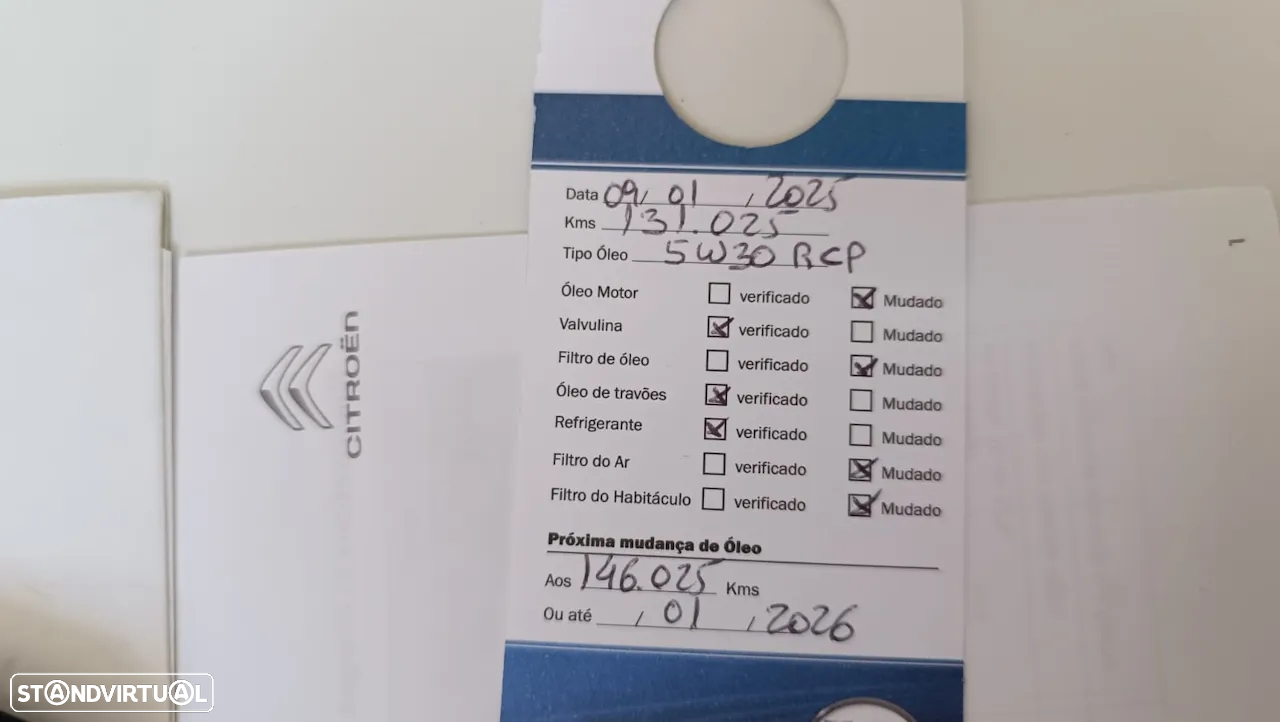 Data 09/ 01 / 2025
Kms 131.025
Tipo Óleo 5W30 BCP
Óleo Motor verificado Mudado
Valvulina verificado Mudado
Filtro de óleo verificado Mudado
Óleo de travões verificado Mudado
Refrigerante verificado Mudado
Filtro do Ar verificado Mudado
Filtro do Habitáculo verificado Mudado
Próxima mudança de Óleo
Aos 146.025 Kms
Ou até / 01 / 2026
CITROËN
1
STANDVIRTUAL